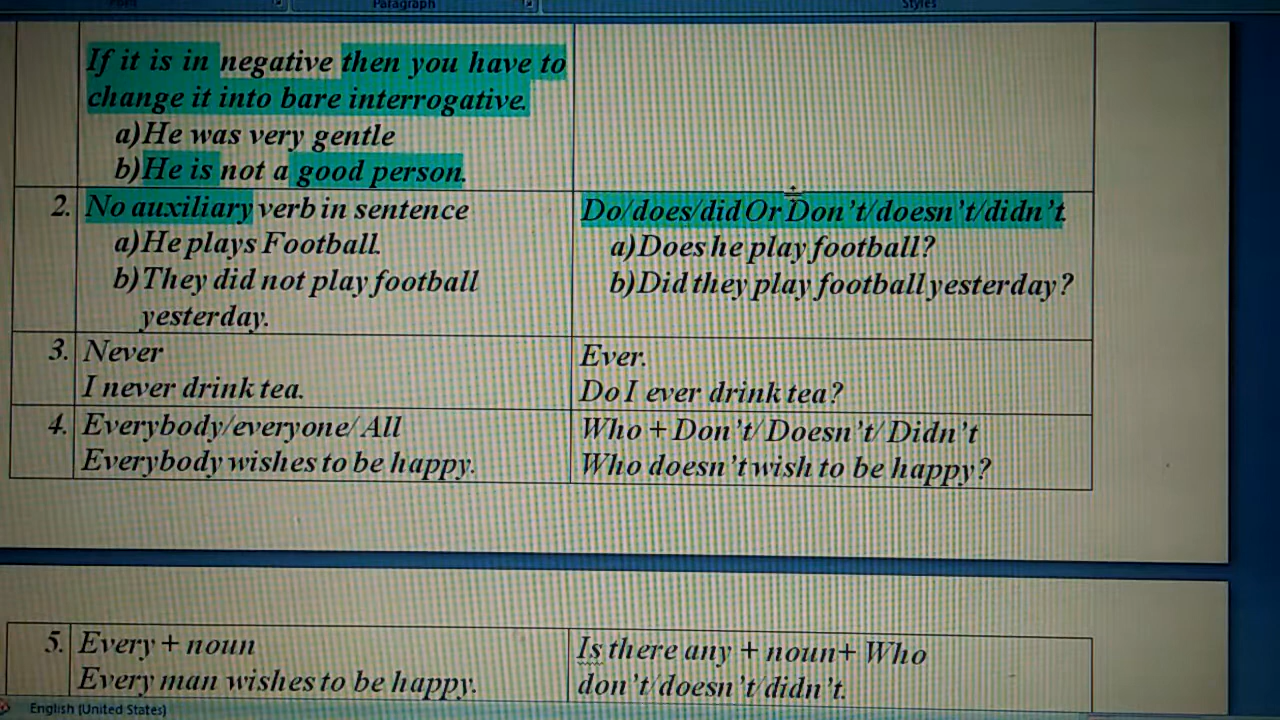 Font
Paragraph
Styles
If it is in negative then you have to
change it into bare interrogative.
a)He was very gentle
b)He is not a good person.
2. No auxiliary verb in sentence
a)He plays Football.
b)They did not play football
yesterday.
Do/does/did Or Don't/doesn't/didn't
a)Does he play football?
b)Did they play football yesterday?
3. Never
I never drink tea.
Ever.
Do I ever drink tea?
4. Everybody/everyone/ All
Everybody wishes to be happy.
Who + Don't/ Doesn't/ Didn't
Who doesn't wish to be happy?
5. Every + noun
Every man wishes to be happy.
Is there any + noun+ Who
don't/doesn't/didn't.
English (United States)